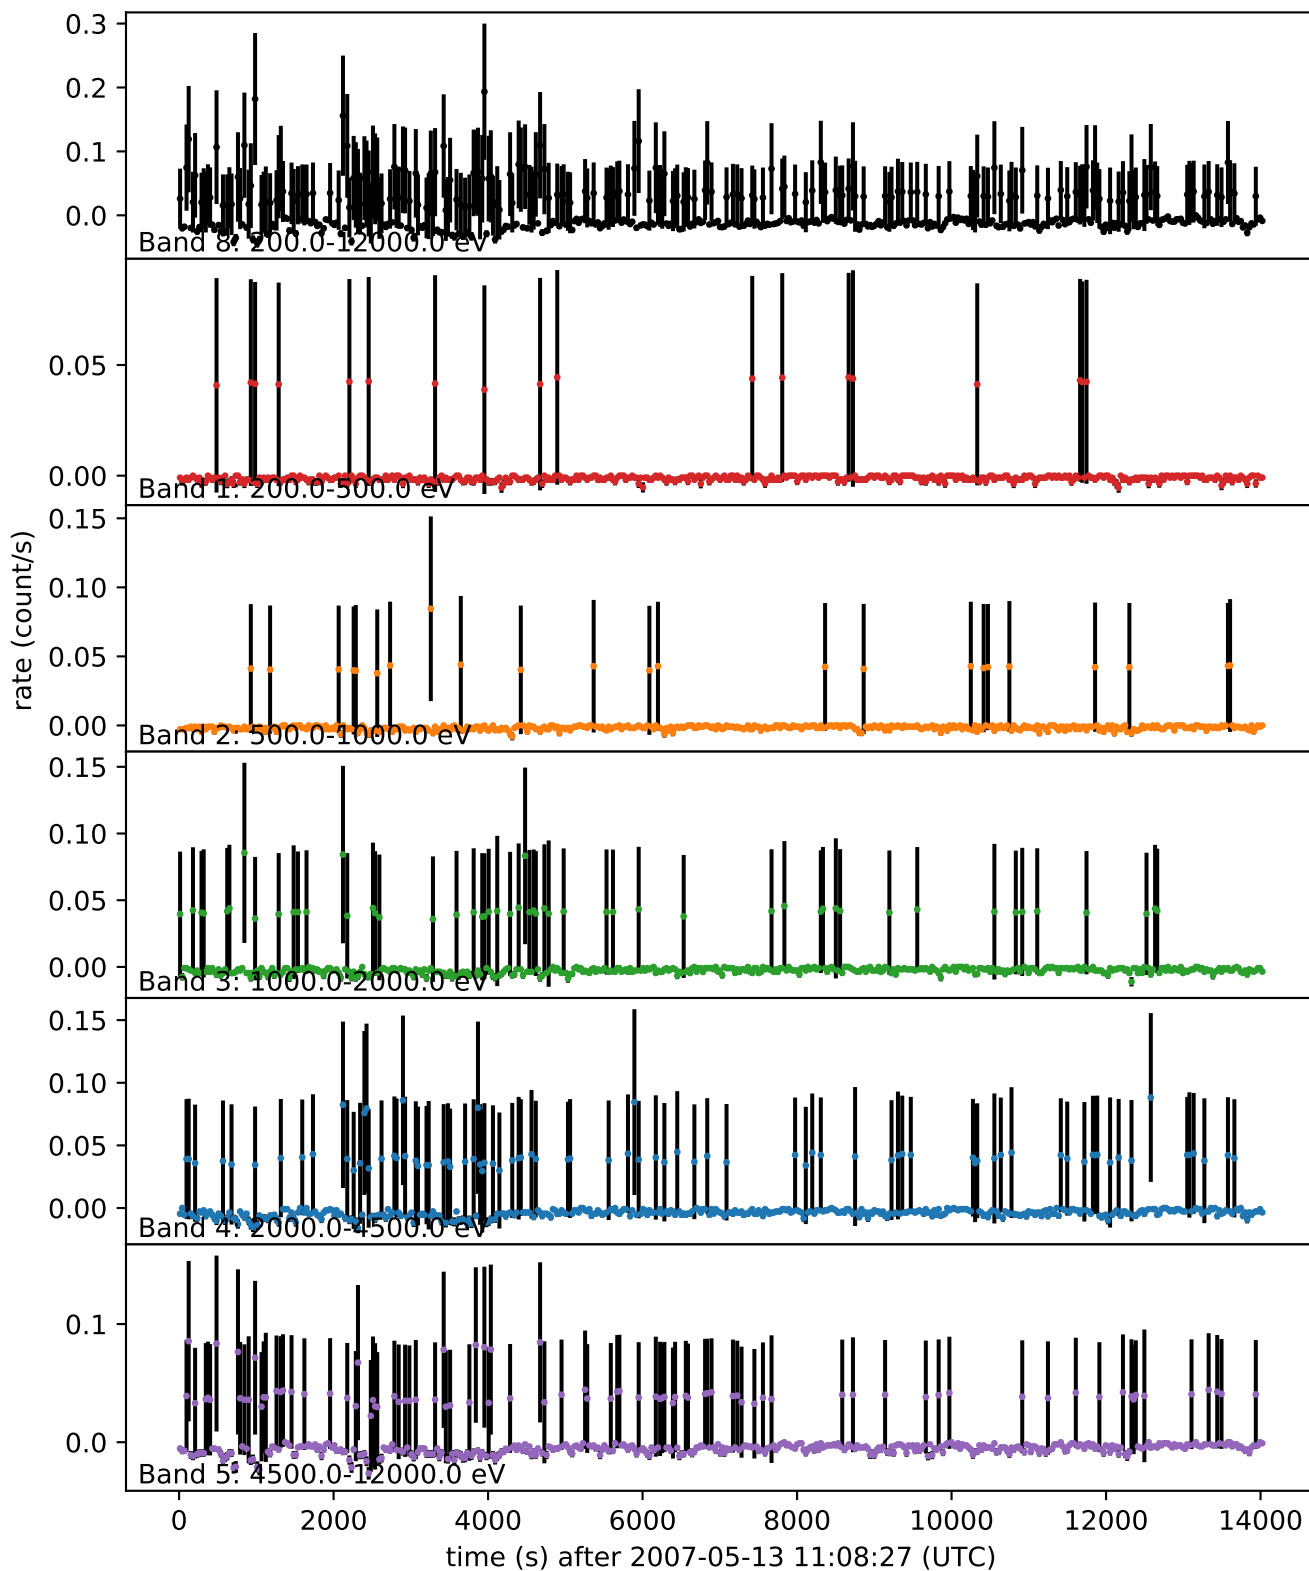 0.3
0.2
0.1
0.0
Band 8: 200.0-12000.0 eV
0.05
0.00
Band 1: 200.0-500.0 eV
0.15
0.10
0.05
0.00
Band 2: 500.0-1000.0 eV
rate (count/s)
0.15
0.10
0.05
0.00
Band 3: 1000.0-2000.0 eV
0.15
0.10
0.05
0.00
Band 4: 2000.0-4500.0 eV
0.1
0.0
Band 5: 4500.0-12000.0 eV
0 2000 4000 6000 8000 10000 12000 14000
time (s) after 2007-05-13 11:08:27 (UTC)